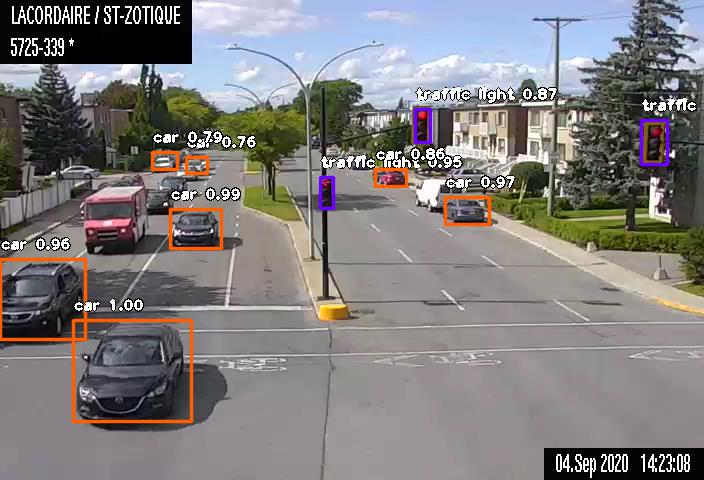 LACORDAIRE / ST-ZOTIQUE
5725-339 *
traffic light 0.87
traffic
car 0.79
0.76
car 0.86
traffic light 0.95
car 0.97
car 0.99
car 0.96
car 1.00
04.Sep 2020 14:23:08